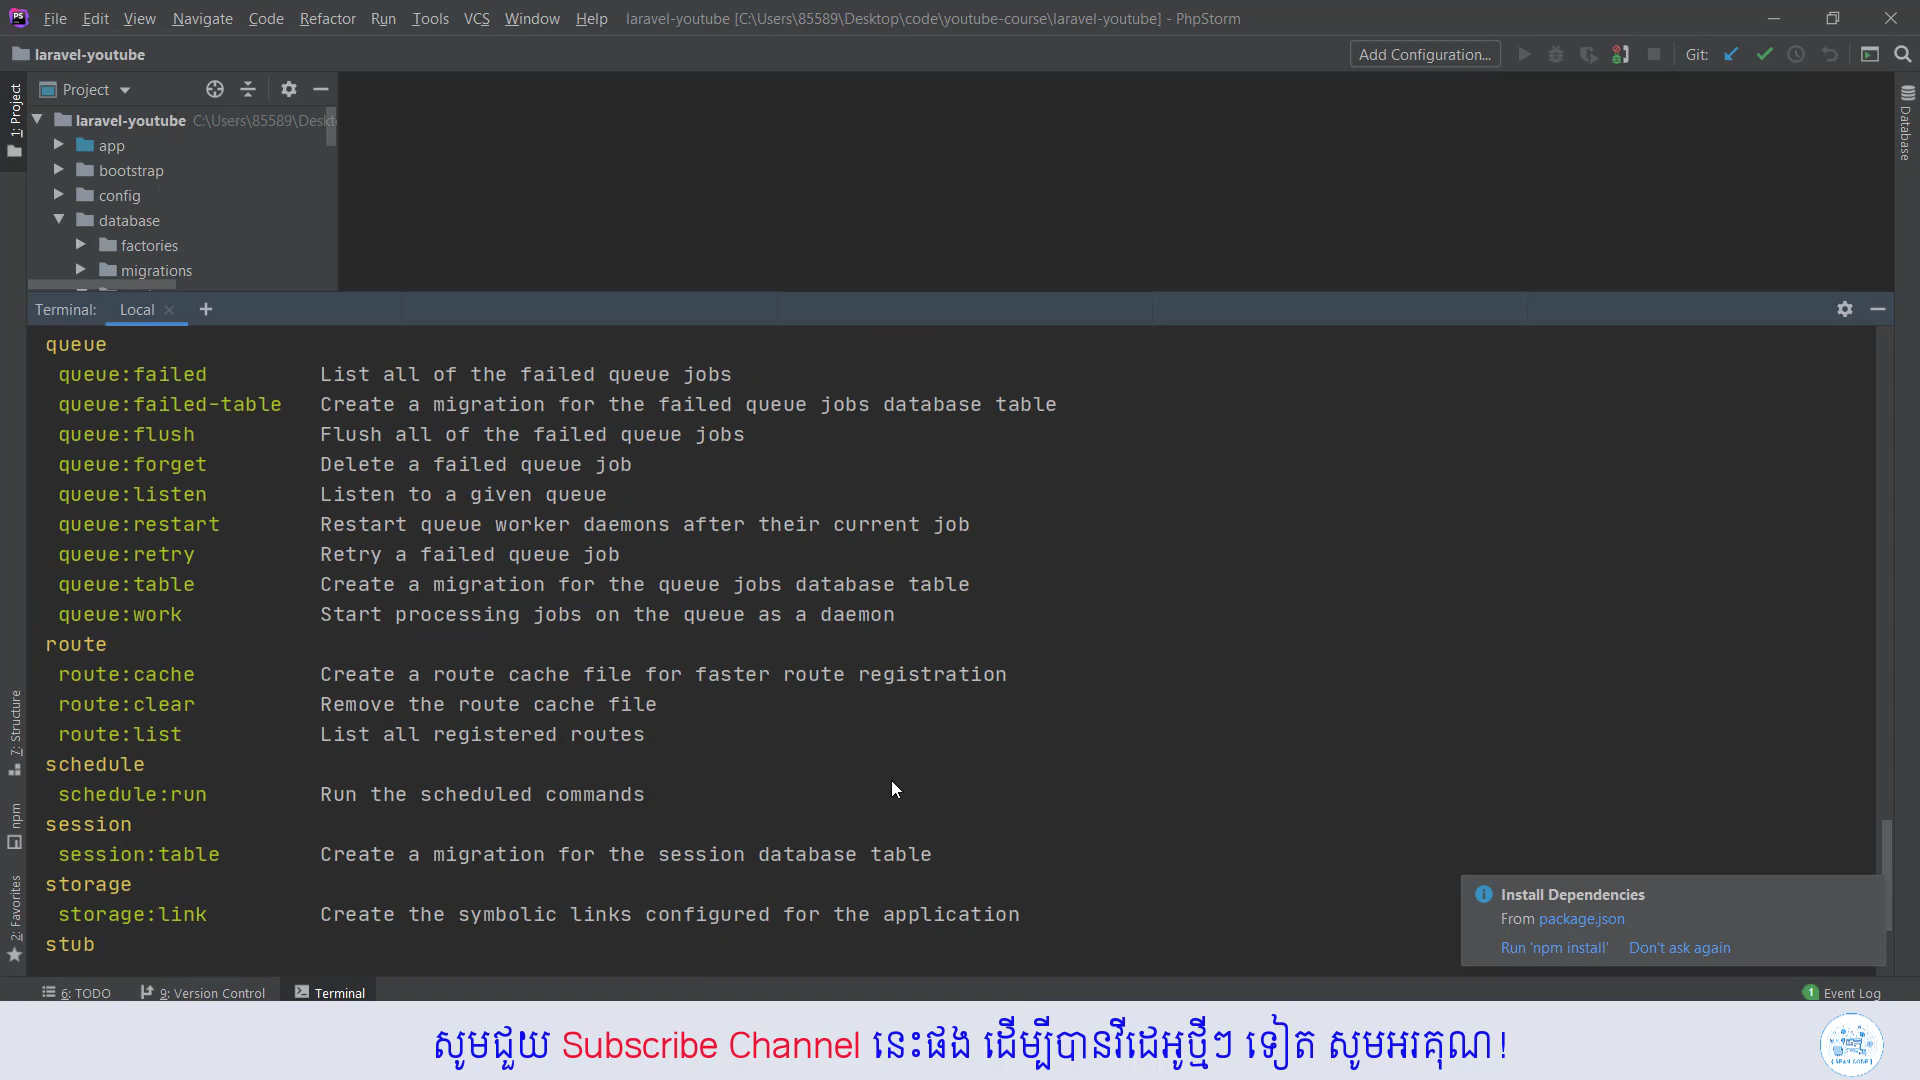 File Edit View Navigate Code Refactor Run Tools VCS Window Help laravel-youtube [C:\Users\85589\Desktop\code\youtube-course\laravel-youtube] - PhpStorm
laravel-youtube
Add Configuration...
Git:
1: Project
Project
laravel-youtube C:\Users\85589\Deskt
app
bootstrap
config
database
factories
migrations
Database
Terminal: Local
queue
queue:failed List all of the failed queue jobs
queue:failed-table Create a migration for the failed queue jobs database table
queue:flush Flush all of the failed queue jobs
queue:forget Delete a failed queue job
queue:listen Listen to a given queue
queue:restart Restart queue worker daemons after their current job
queue:retry Retry a failed queue job
queue:table Create a migration for the queue jobs database table
queue:work Start processing jobs on the queue as a daemon
route
route:cache Create a route cache file for faster route registration
route:clear Remove the route cache file
route:list List all registered routes
schedule
schedule:run Run the scheduled commands
session
session:table Create a migration for the session database table
storage
storage:link Create the symbolic links configured for the application
stub
7: Structure
npm
2: Favorites
Install Dependencies
From package.json
Run 'npm install' Don't ask again
6: TODO 9: Version Control Terminal
1 Event Log
សូមជួយ Subscribe Channel នេះផង ដើម្បីបានវីដេអូថ្មីៗ ទៀត សូមអរគុណ!